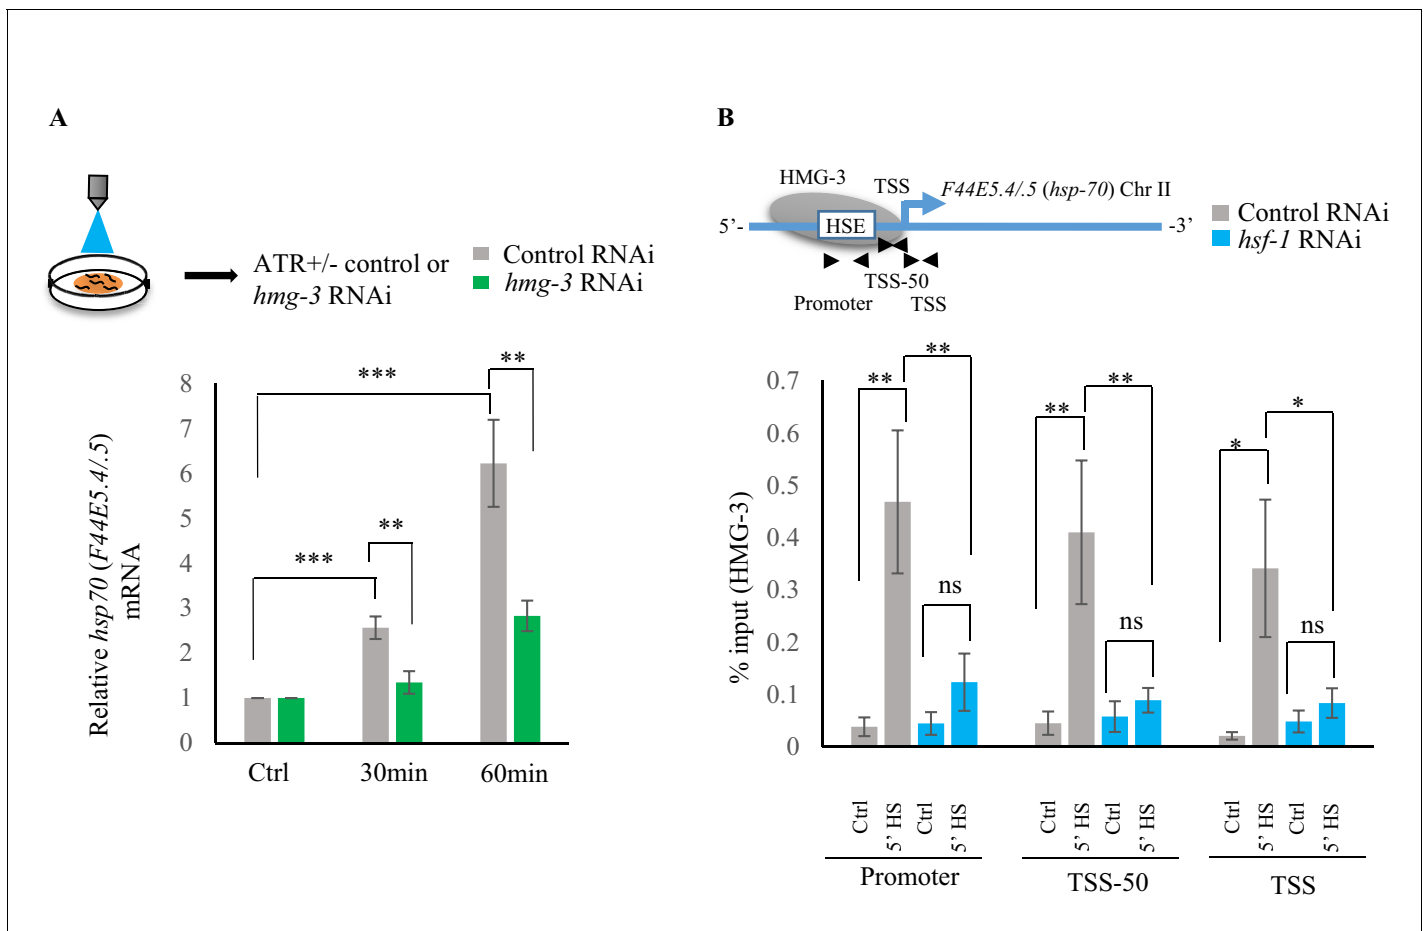 A
ATR+/- control or
hmg-3 RNAi
Control RNAi
hmg-3 RNAi
Relative hsp70 (F44E5.4/.5)
mRNA
8
7
6
5
4
3
2
1
0
***
***
**
**
Ctrl
30min
60min
B
HMG-3
TSS
F44E5.4/.5 (hsp-70) Chr II
5’-
HSE
-3’
TSS-50
Promoter
TSS
Control RNAi
hsf-1 RNAi
% input (HMG-3)
0.7
0.6
0.5
0.4
0.3
0.2
0.1
0
**
**
ns
**
**
ns
*
*
ns
Ctrl
5’ HS
Ctrl
5’ HS
Ctrl
5’ HS
Ctrl
5’ HS
Ctrl
5’ HS
Ctrl
5’ HS
Promoter
TSS-50
TSS